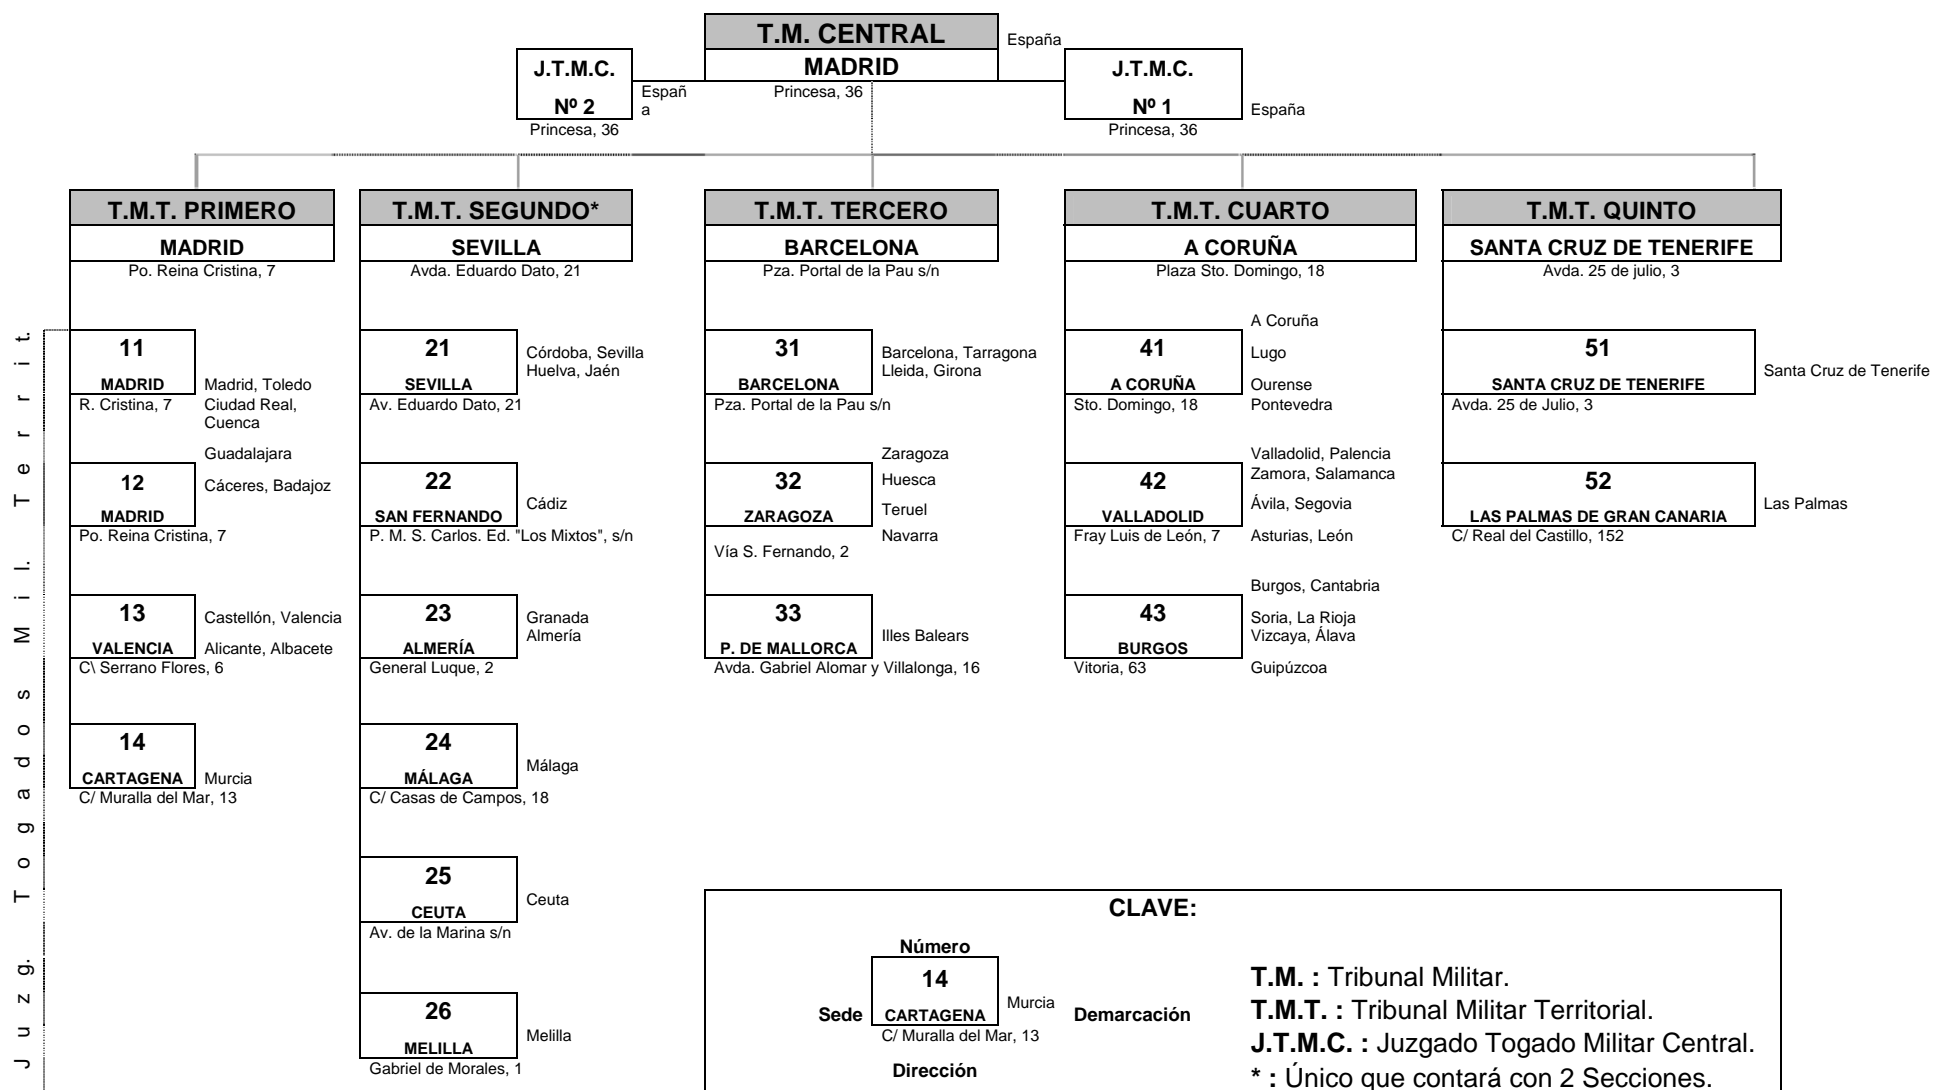 T.M. CENTRAL
España
MADRID
Princesa, 36
J.T.M.C.
Nº 2
Españ
a
Princesa, 36
J.T.M.C.
Nº 1
España
Princesa, 36
T.M.T. PRIMERO
MADRID
Po. Reina Cristina, 7
T.M.T. SEGUNDO*
SEVILLA
Avda. Eduardo Dato, 21
T.M.T. TERCERO
BARCELONA
Pza. Portal de la Pau s/n
T.M.T. CUARTO
A CORUÑA
Plaza Sto. Domingo, 18
T.M.T. QUINTO
SANTA CRUZ DE TENERIFE
Avda. 25 de julio, 3
Juzg. Togados Mil. Territ.
11
MADRID
R. Cristina, 7
Madrid, Toledo
Ciudad Real,
Cuenca
Guadalajara
12
MADRID
Po. Reina Cristina, 7
Cáceres, Badajoz
13
VALENCIA
C\ Serrano Flores, 6
Castellón, Valencia
Alicante, Albacete
14
CARTAGENA
C/ Muralla del Mar, 13
Murcia
21
SEVILLA
Av. Eduardo Dato, 21
Córdoba, Sevilla
Huelva, Jaén
22
SAN FERNANDO
P. M. S. Carlos. Ed. "Los Mixtos", s/n
Cádiz
23
ALMERÍA
General Luque, 2
Granada
Almería
24
MÁLAGA
C/ Casas de Campos, 18
Málaga
25
CEUTA
Av. de la Marina s/n
Ceuta
26
MELILLA
Gabriel de Morales, 1
Melilla
31
BARCELONA
Pza. Portal de la Pau s/n
Barcelona, Tarragona
Lleida, Girona
32
ZARAGOZA
Vía S. Fernando, 2
Zaragoza
Huesca
Teruel
Navarra
33
P. DE MALLORCA
Avda. Gabriel Alomar y Villalonga, 16
Illes Balears
41
A CORUÑA
Sto. Domingo, 18
A Coruña
Lugo
Ourense
Pontevedra
42
VALLADOLID
Fray Luis de León, 7
Valladolid, Palencia
Zamora, Salamanca
Ávila, Segovia
Asturias, León
43
BURGOS
Vitoria, 63
Burgos, Cantabria
Soria, La Rioja
Vizcaya, Álava
Guipúzcoa
51
SANTA CRUZ DE TENERIFE
Avda. 25 de Julio, 3
Santa Cruz de Tenerife
52
LAS PALMAS DE GRAN CANARIA
C/ Real del Castillo, 152
Las Palmas
CLAVE:
Número
14
Sede
CARTAGENA
Murcia
Demarcación
C/ Muralla del Mar, 13
Dirección
T.M. : Tribunal Militar.
T.M.T. : Tribunal Militar Territorial.
J.T.M.C. : Juzgado Togado Militar Central.
* : Único que contará con 2 Secciones.